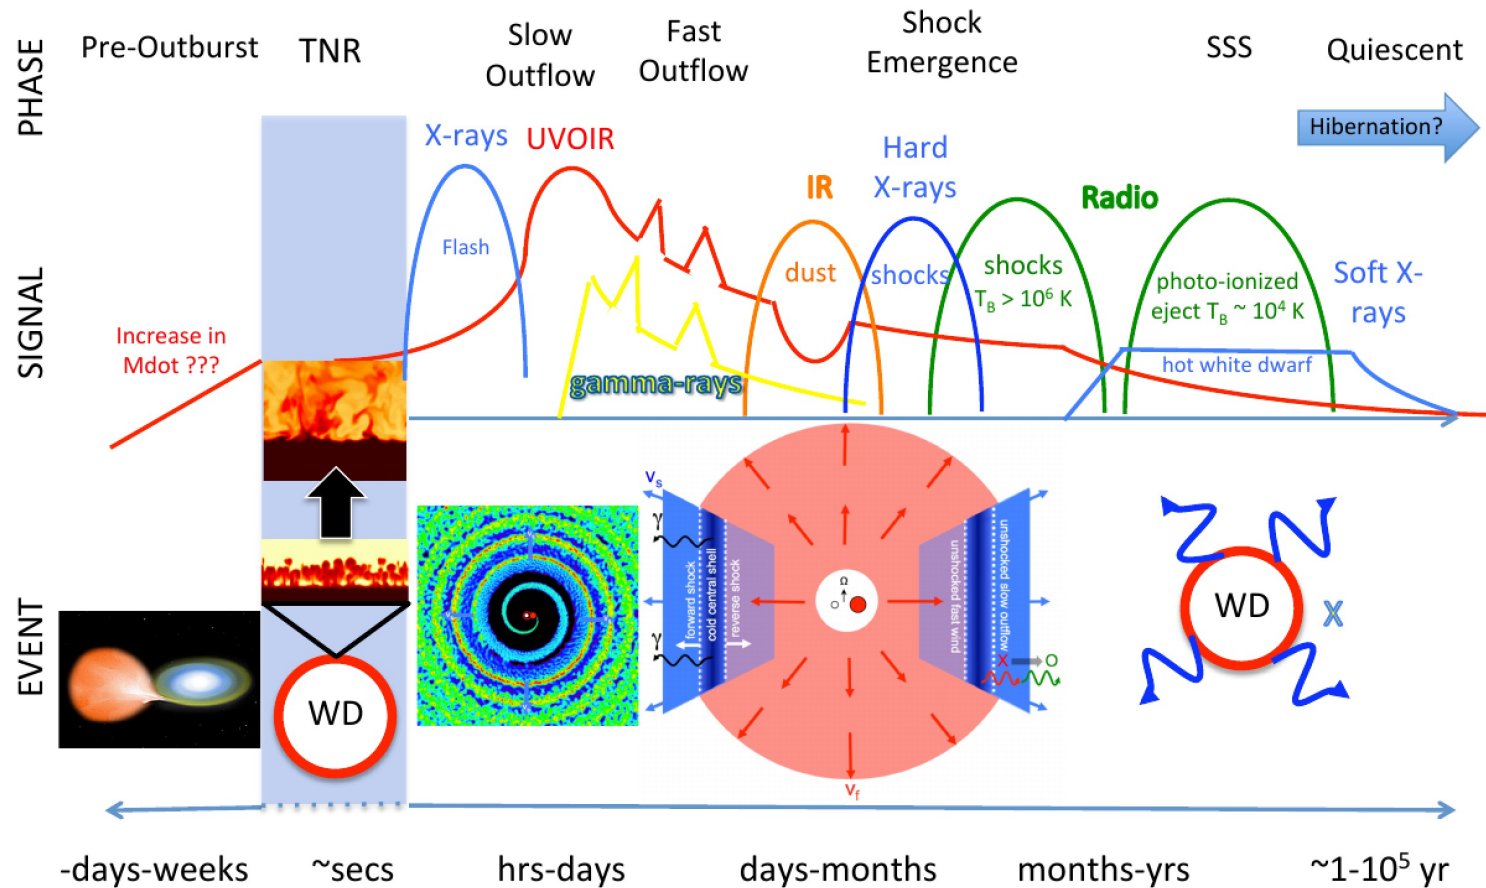 PHASE
Pre-Outburst
TNR
Slow
Outflow
Fast
Outflow
Shock
Emergence
SSS
Quiescent
Hibernation?
SIGNAL
Increase in
Mdot ???
X-rays
Flash
UVOIR
gamma-rays
IR
dust
Hard
X-rays
shocks
Radio
shocks
T_B > 10^6 K
photo-ionized
eject T_B ~ 10^4 K
Soft X-
rays
hot white dwarf
EVENT
WD
v_s
γ
γ
forward shock
cold central shell
reverse shock
Ω
unshocked fast wind
unshocked slow outflow
X
O
v_f
WD
X
-days-weeks
~secs
hrs-days
days-months
months-yrs
~1-10^5 yr